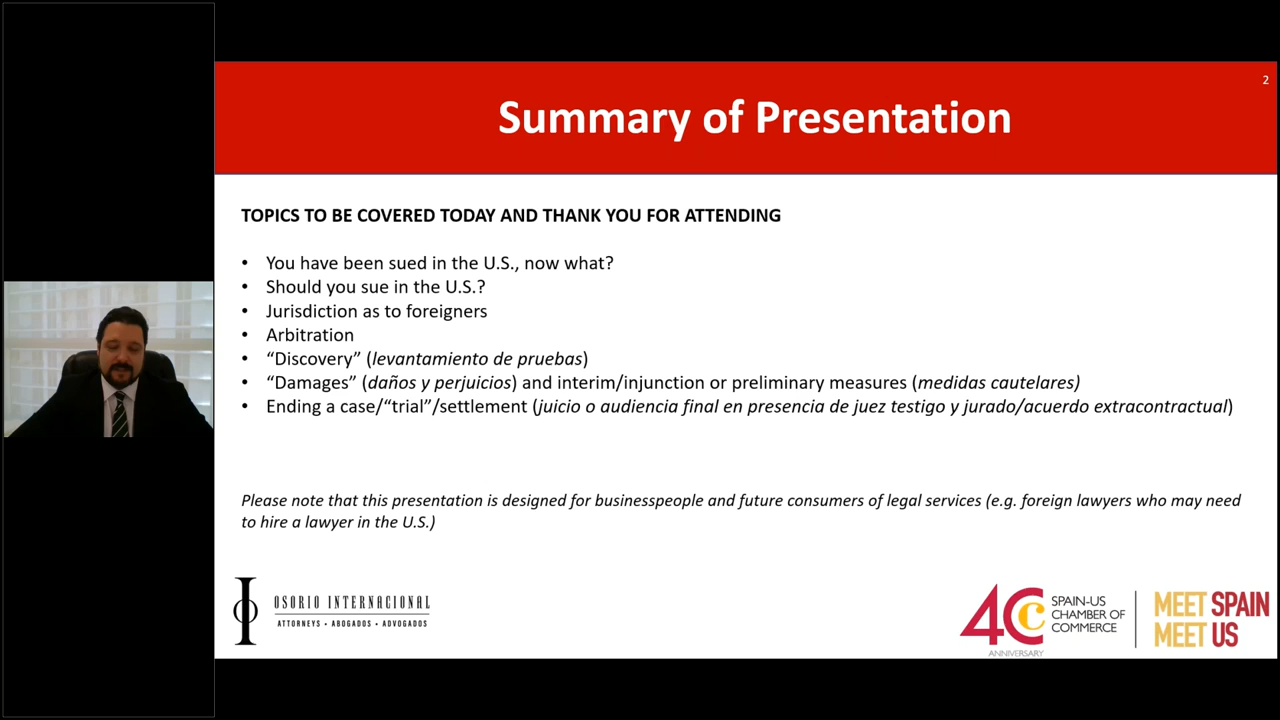 2
Summary of Presentation
TOPICS TO BE COVERED TODAY AND THANK YOU FOR ATTENDING
• You have been sued in the U.S., now what?
• Should you sue in the U.S.?
• Jurisdiction as to foreigners
• Arbitration
• “Discovery” (levantamiento de pruebas)
• “Damages” (daños y perjuicios) and interim/injunction or preliminary measures (medidas cautelares)
• Ending a case/“trial”/settlement (juicio o audiencia final en presencia de juez testigo y jurado/acuerdo extracontractual)
Please note that this presentation is designed for businesspeople and future consumers of legal services (e.g. foreign lawyers who may need
to hire a lawyer in the U.S.)
OSORIO INTERNACIONAL
ATTORNEYS • ABOGADOS • ADVOGADOS
4C
c
ANNIVERSARY
SPAIN-US
CHAMBER OF
COMMERCE
MEET SPAIN
MEET US